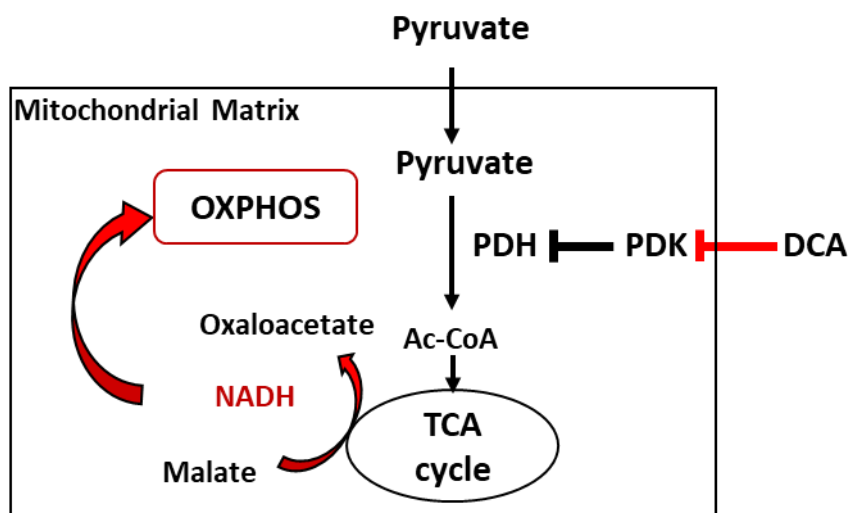 Pyruvate
Mitochondrial Matrix
Pyruvate
OXPHOS
PDH
PDK
DCA
Oxaloacetate
Ac-CoA
NADH
TCA
cycle
Malate